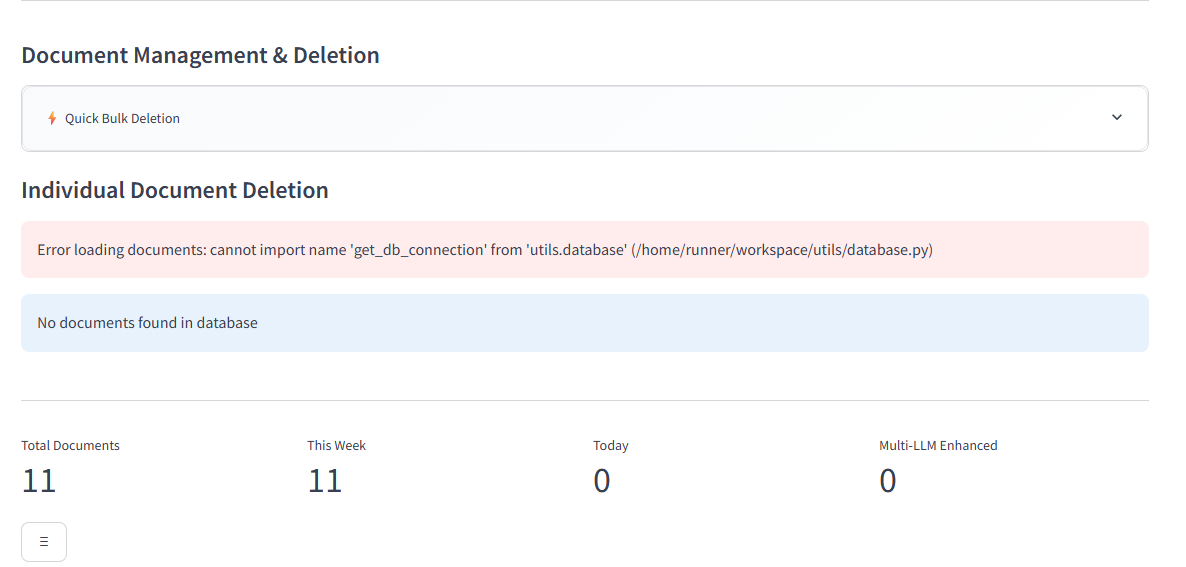 Document Management & Deletion
⚡ Quick Bulk Deletion
Individual Document Deletion
Error loading documents: cannot import name 'get_db_connection' from 'utils.database' (/home/runner/workspace/utils/database.py)
No documents found in database
Total Documents This Week Today Multi-LLM Enhanced
11 11 0 0